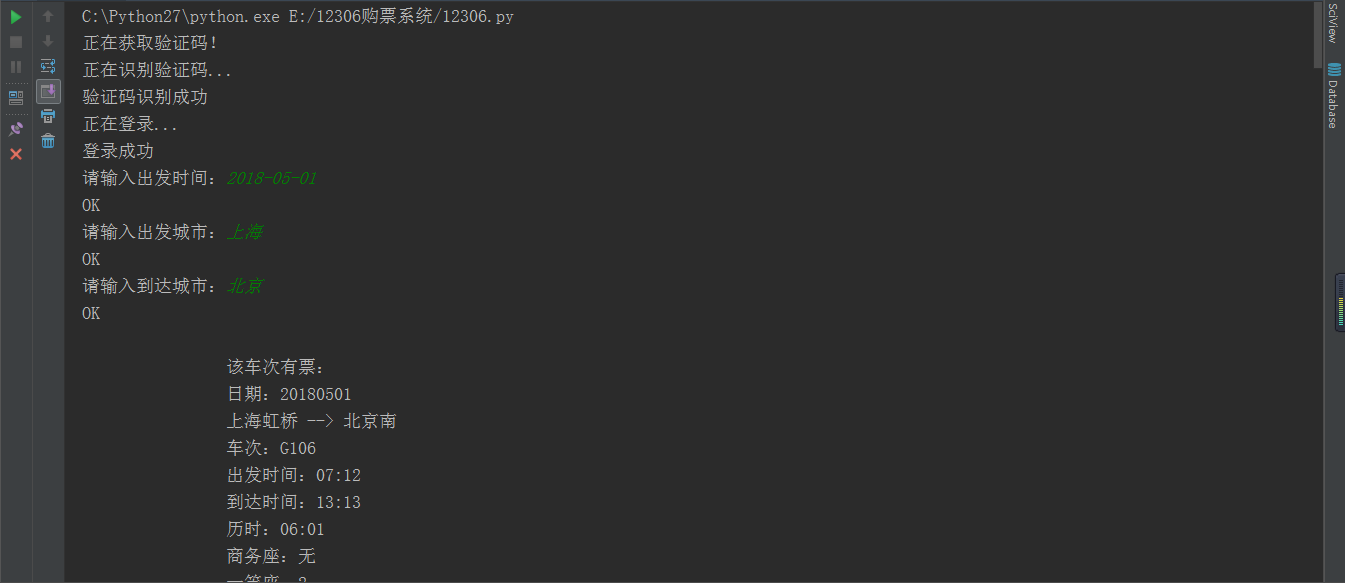 C:\Python27\python.exe E:/12306购票系统/12306.py
正在获取验证码!
正在识别验证码...
验证码识别成功
正在登录...
登录成功
请输入出发时间：2018-05-01
OK
请输入出发城市：上海
OK
请输入到达城市：北京
OK
该车次有票：
日期：20180501
上海虹桥 --> 北京南
车次：G106
出发时间：07:12
到达时间：13:13
历时：06:01
商务座：无
一等座：2
SciView
Database